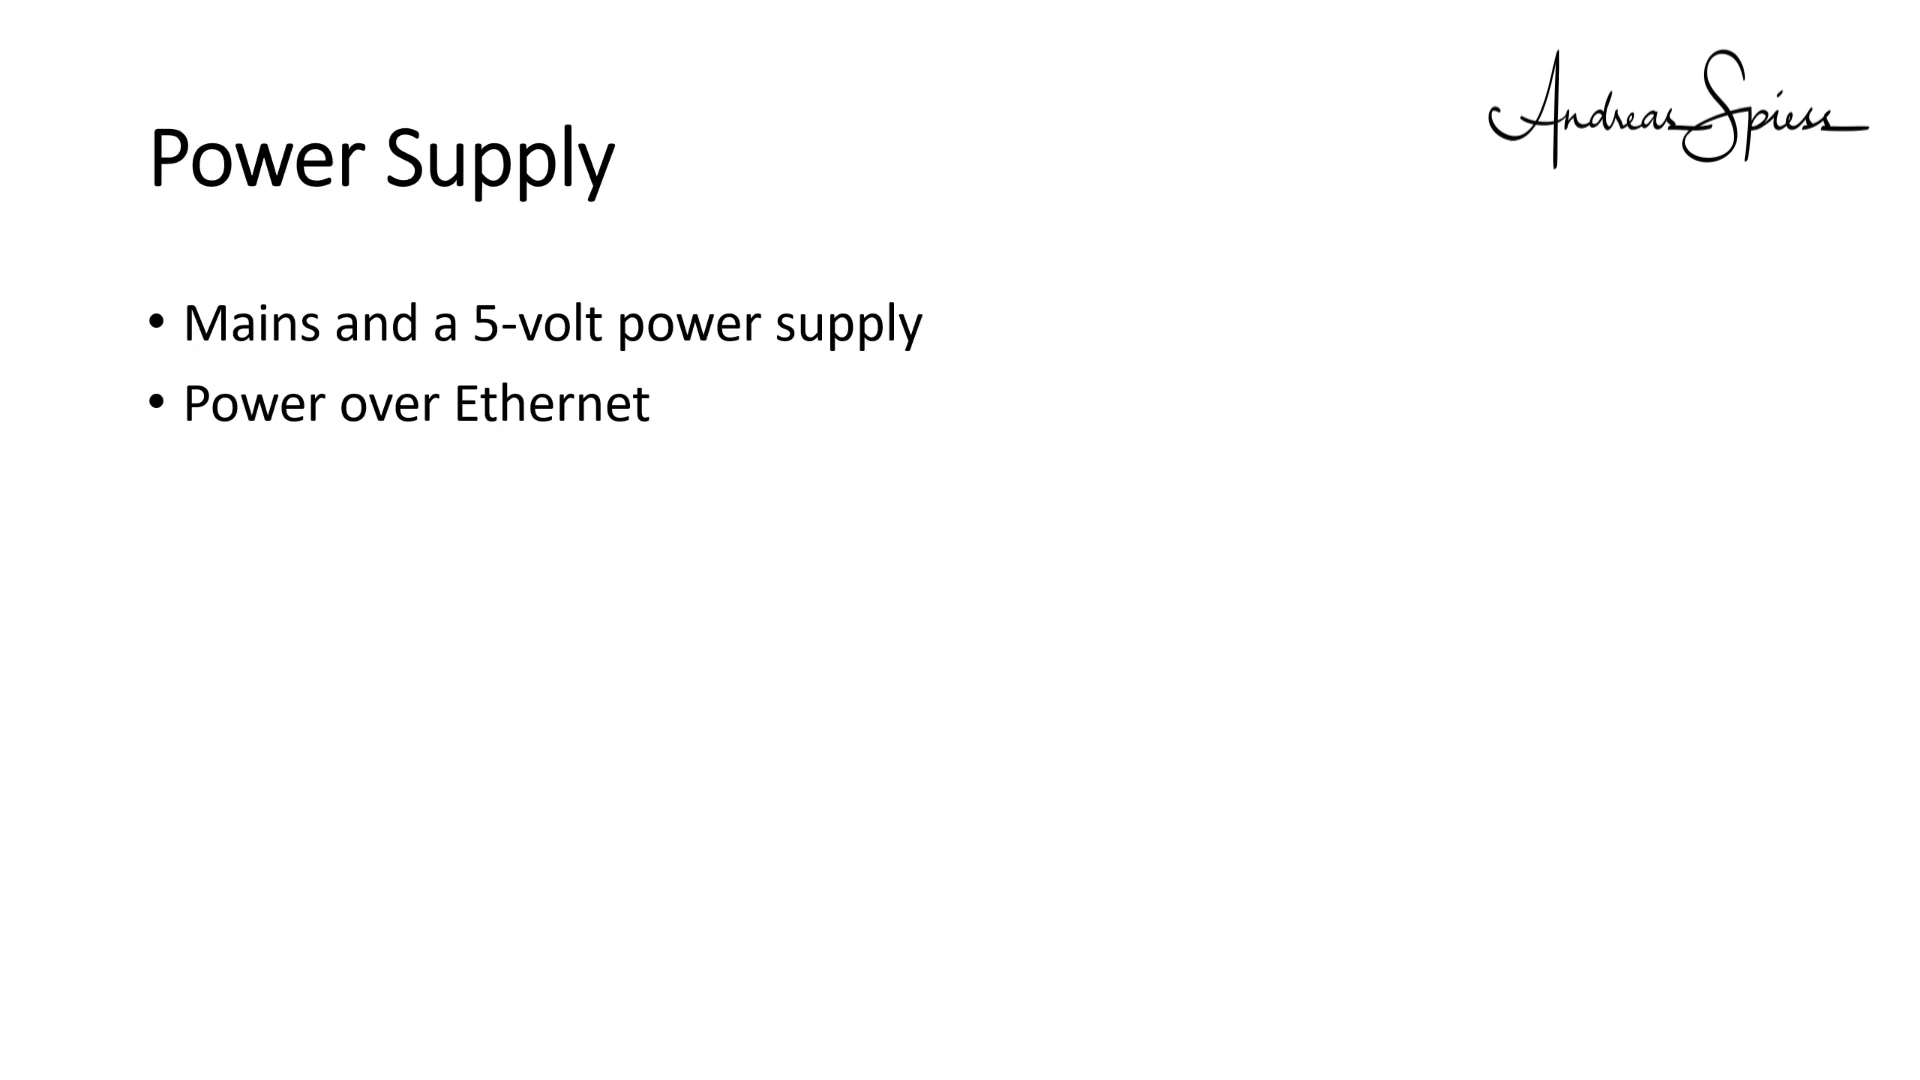 Andreas Spiess
Power Supply
• Mains and a 5-volt power supply
• Power over Ethernet